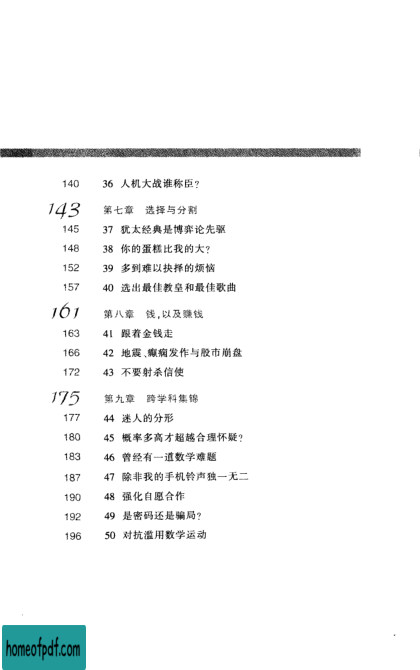 140 36 人机大战谁称臣?
143 第七章 选择与分割
145 37 犹太经典是博弈论先驱
148 38 你的蛋糕比我的大?
152 39 多到难以抉择的烦恼
157 40 选出最佳教皇和最佳歌曲
161 第八章 钱,以及赚钱
163 41 跟着金钱走
166 42 地震、癫痫发作与股市崩盘
172 43 不要射杀信使
175 第九章 跨学科集锦
177 44 迷人的分形
180 45 概率多高才超越合理怀疑?
183 46 曾经有一道数学难题
187 47 除非我的手机铃声独一无二
190 48 强化自愿合作
192 49 是密码还是骗局?
196 50 对抗滥用数学运动
homeofpdf.com